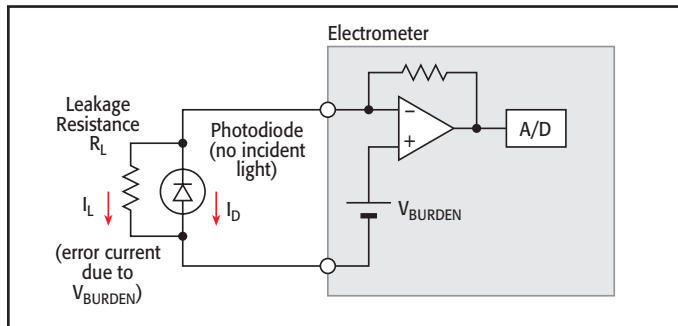 Electrometer
Leakage
Resistance
R_L
Photodiode
(no incident
light)
−
+
A/D
I_L
I_D
V_BURDEN
(error current
due to
V_BURDEN)